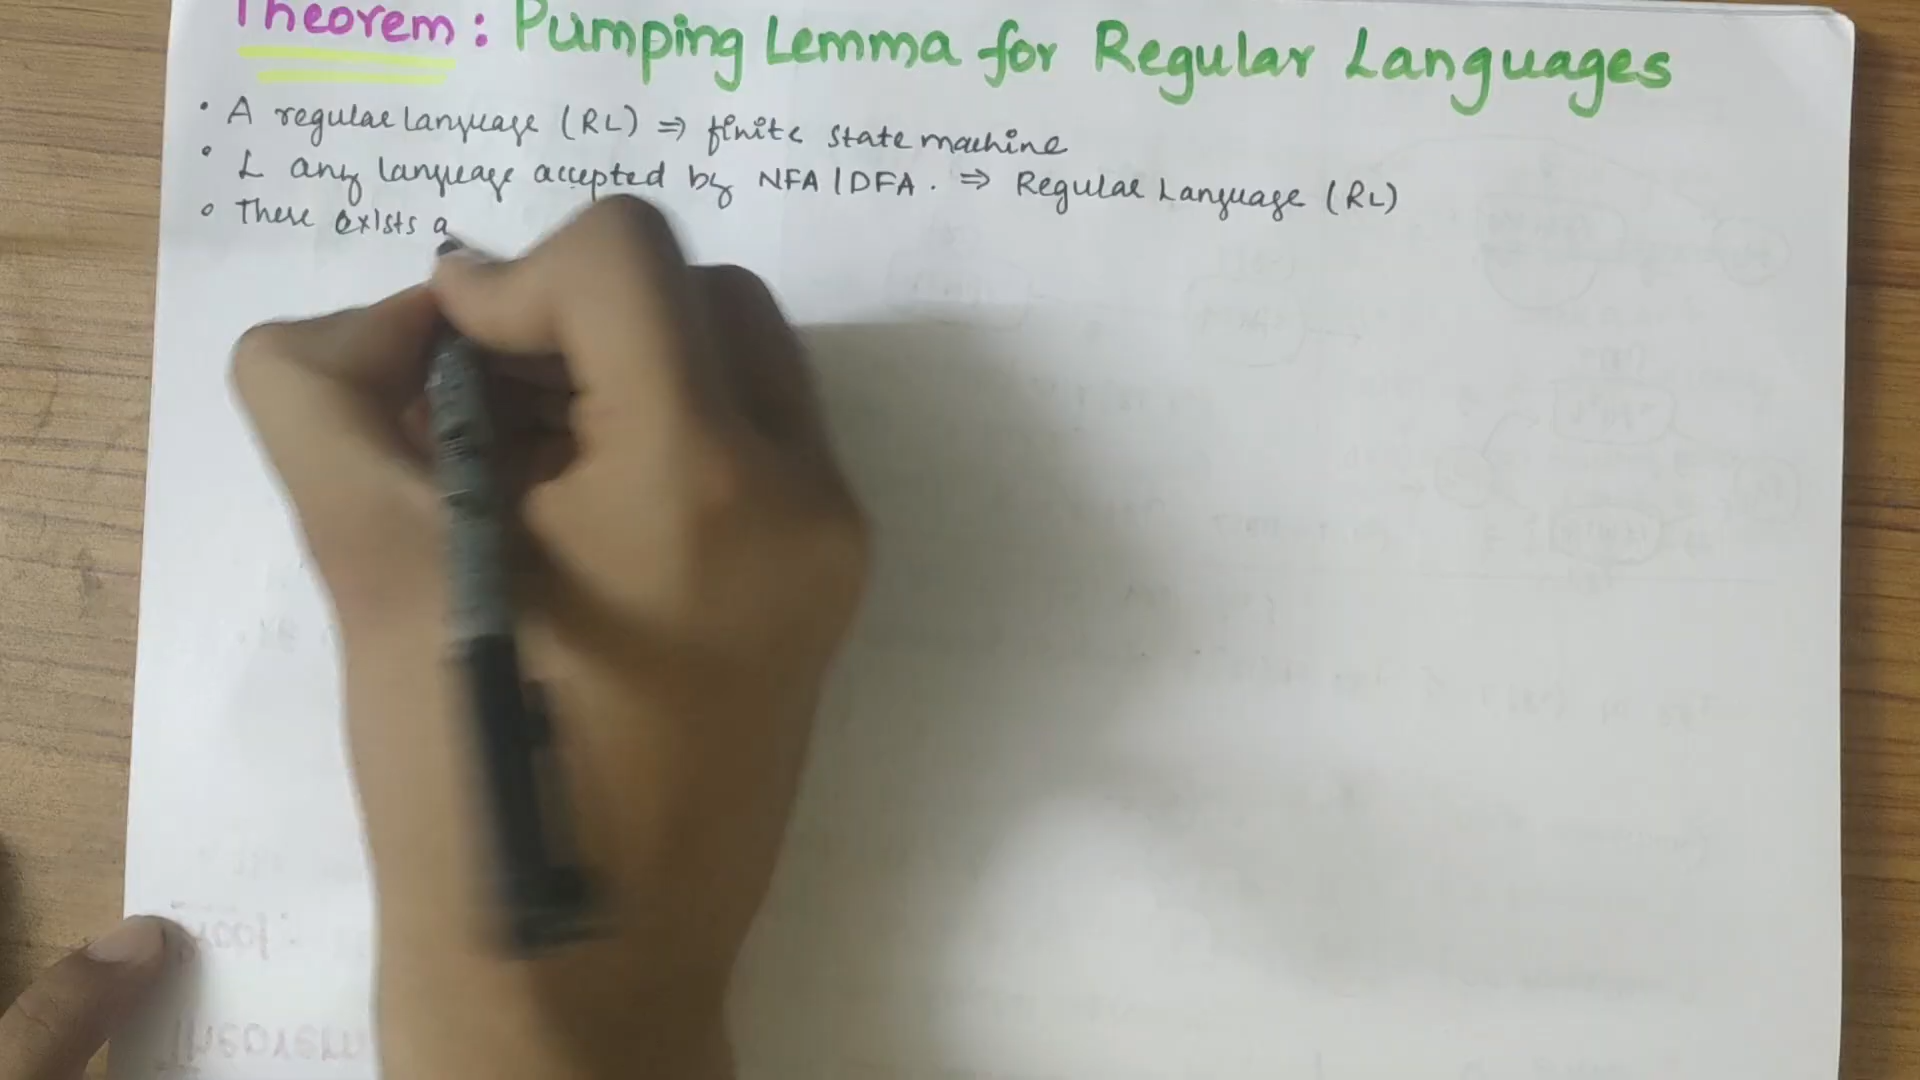 Theorem: Pumping Lemma for Regular Languages
• A regular language (RL) ⇒ finite state machine
• L any language accepted by NFA/DFA. ⇒ Regular Language (RL)
• There exists a